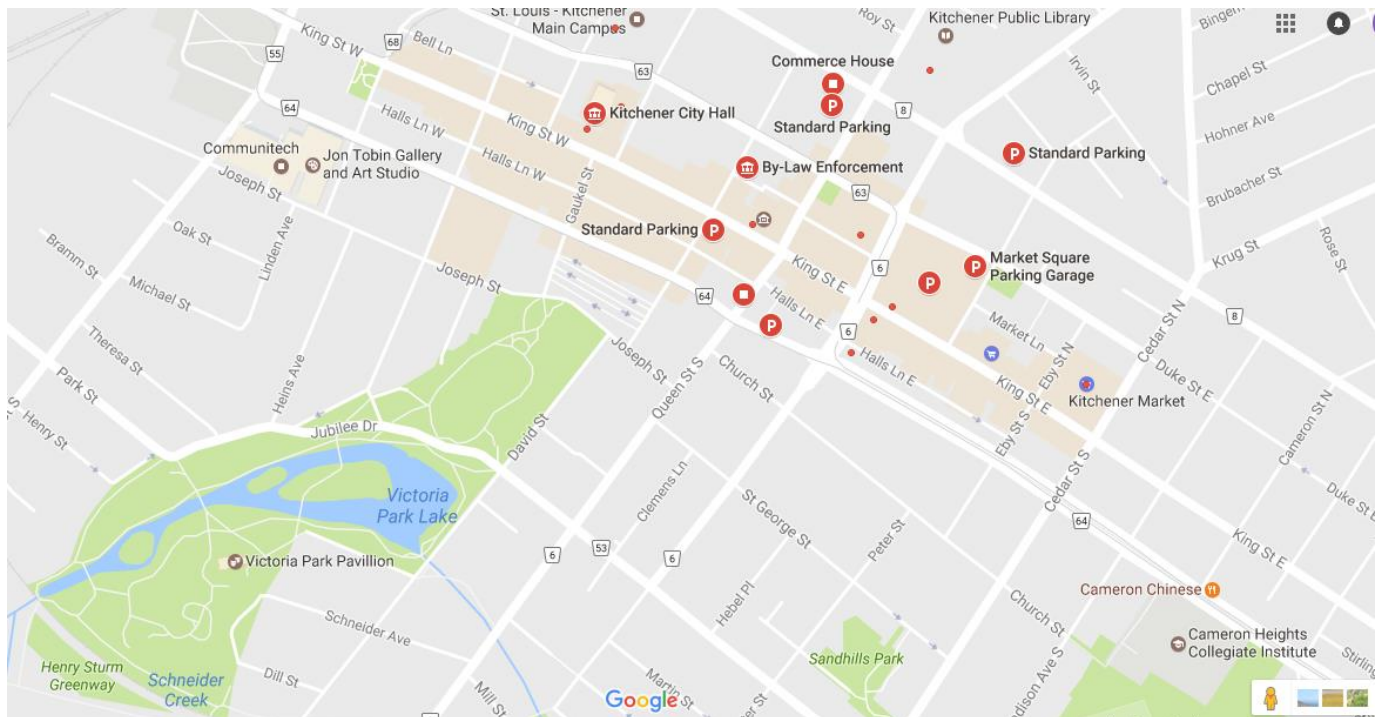 St. Louis - Kitchener
Main Campus
Roy St
Kitchener Public Library
68
Bell Ln
King St W
55
63
Commerce House
Irvin St
Chapel St
64
Halls Ln W
Kitchener City Hall
P
8
Standard Parking
Hohner Ave
Communitech
Jon Tobin Gallery
and Art Studio
King St W
Halls Ln W
P
Standard Parking
By-Law Enforcement
Joseph St
Gaukel St
63
Brubacher St
Linden Ave
Oak St
Standard Parking
P
Krug St
Rose St
Bramm St
Joseph St
King St E
6
P
Market Square
Parking Garage
P
Michael St
64
Halls Ln E
Cedar St N
P
6
Market Ln
8
Theresa St
Joseph St
Halls Ln E
Eby St N
Duke St E
Park St
Heins Ave
Queen St S
Church St
King St E
Kitchener Market
Henry St
Jubilee Dr
David St
Eby St S
Cameron St N
Victoria
Park Lake
Clemens Ln
St George St
Cedar St S
Duke St E
64
Peter St
King St E
6
53
6
Victoria Park Pavillion
Hebel Pl
Cameron Chinese
Schneider Ave
Church St
Cameron Heights
Collegiate Institute
Henry Sturm
Greenway
Schneider
Creek
Dill St
Sandhills Park
Stirling
Mill St
Google
Martin St